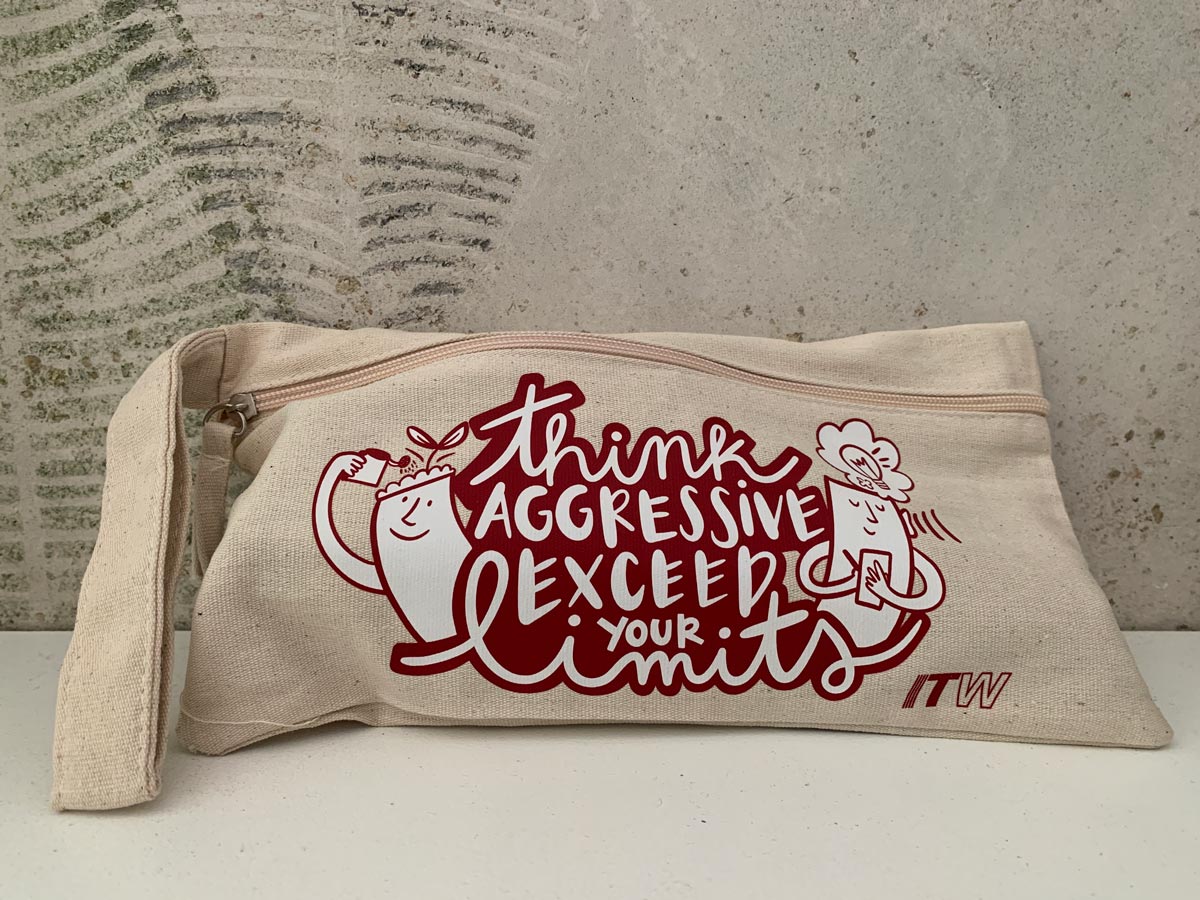 think
AGGRESSIVE
EXCEED
YOUR
limits
ITW